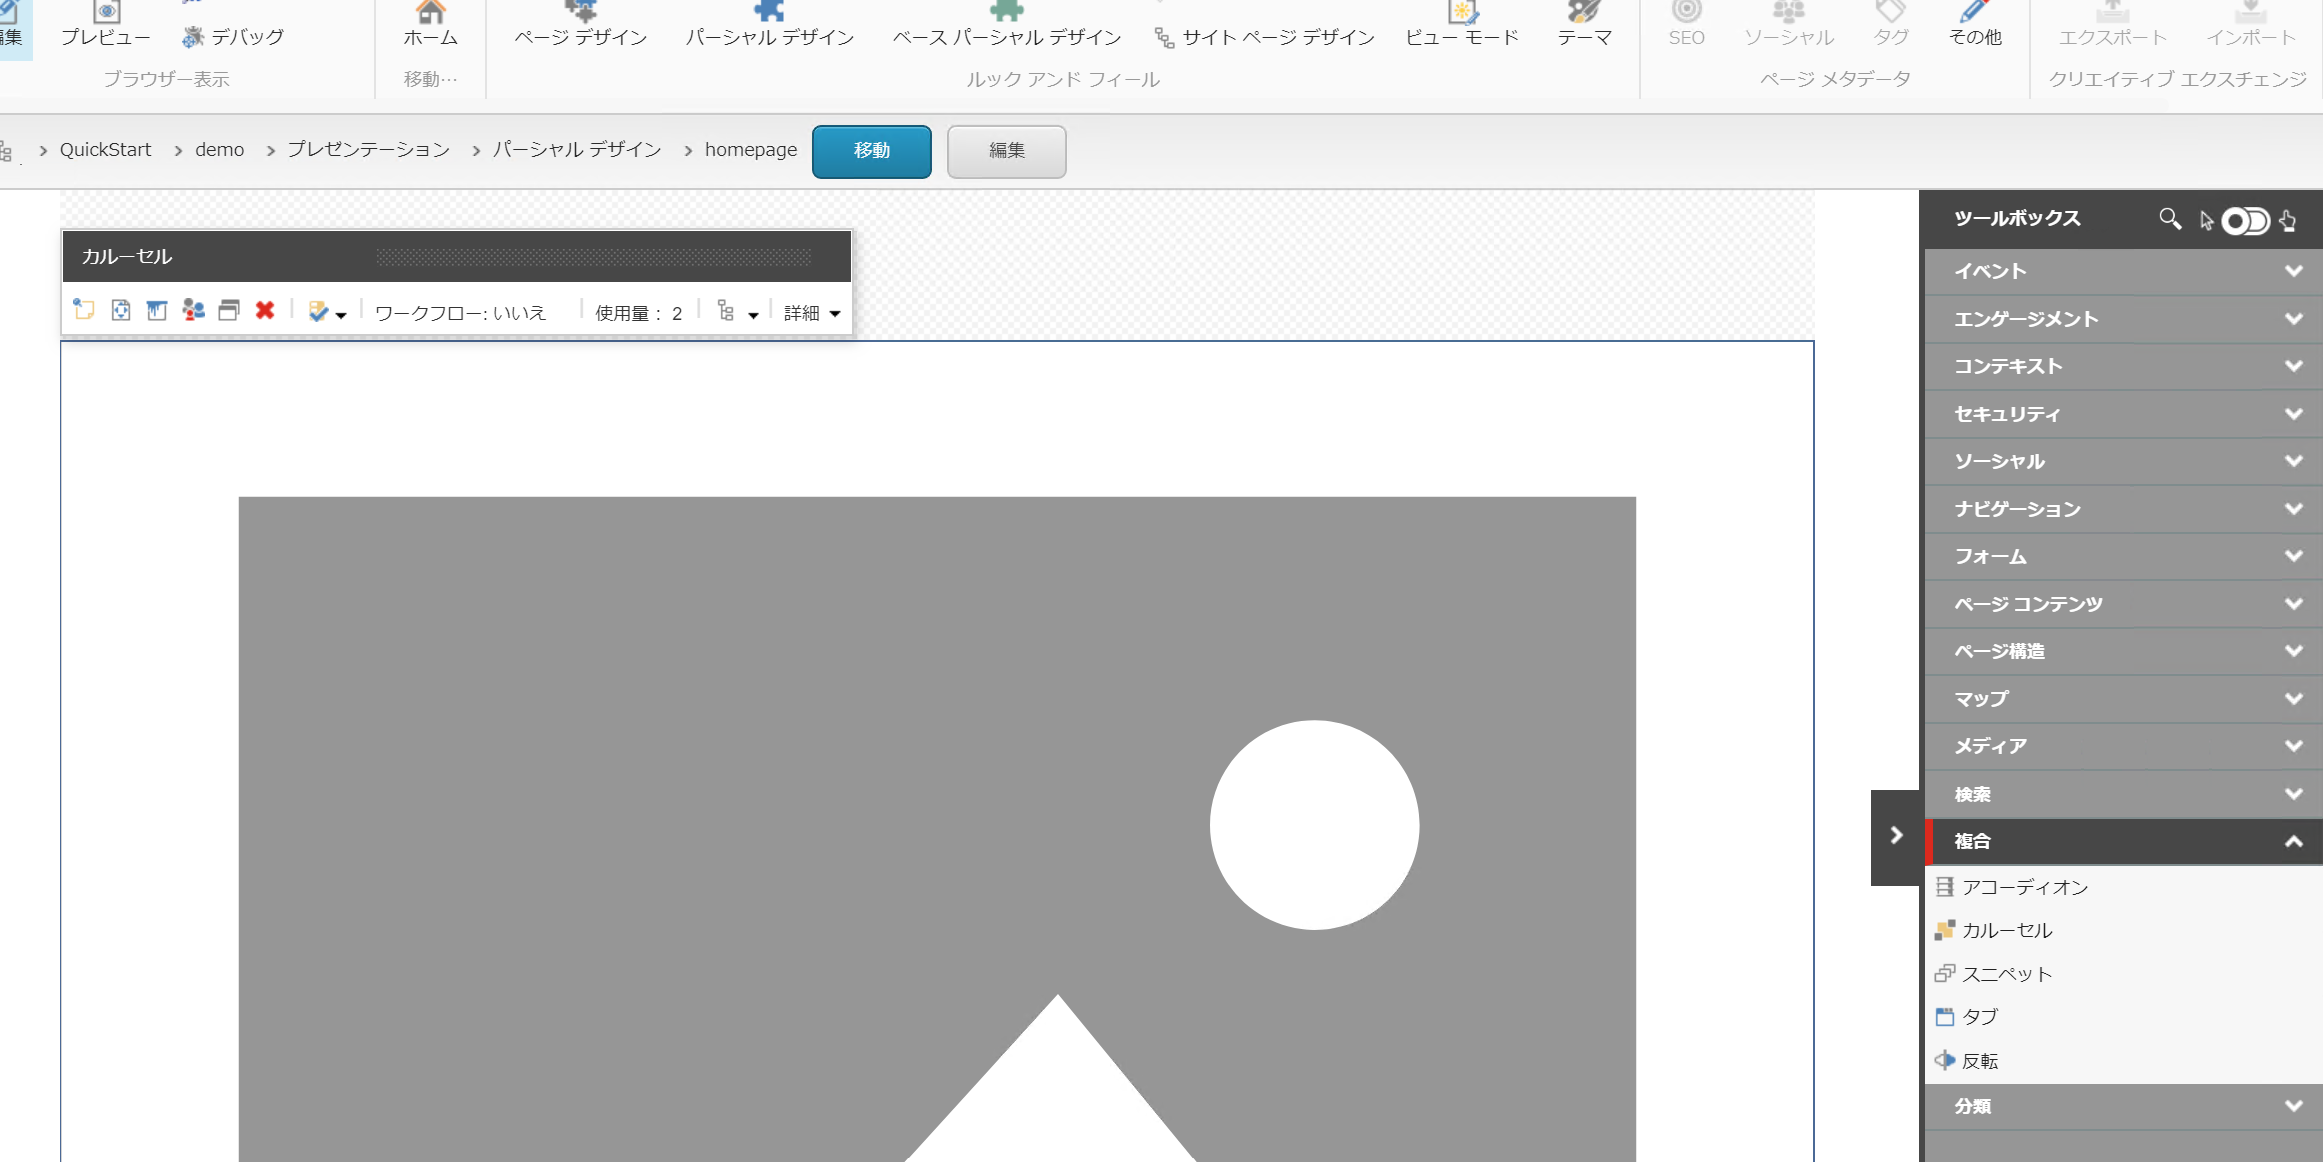 編集 プレビュー デバッグ ホーム ページ デザイン パーシャル デザイン ベース パーシャル デザイン サイト ページ デザイン ビュー モード テーマ SEO ソーシャル タグ その他 エクスポート インポート
ブラウザー表示 移動… ルック アンド フィール ページ メタデータ クリエイティブ エクスチェンジ
QuickStart demo プレゼンテーション パーシャル デザイン homepage 移動 編集
カルーセル
ワークフロー: いいえ 使用量： 2 詳細
ツールボックス
イベント
エンゲージメント
コンテキスト
セキュリティ
ソーシャル
ナビゲーション
フォーム
ページ コンテンツ
ページ構造
マップ
メディア
検索
複合
アコーディオン
カルーセル
スニペット
タブ
反転
分類